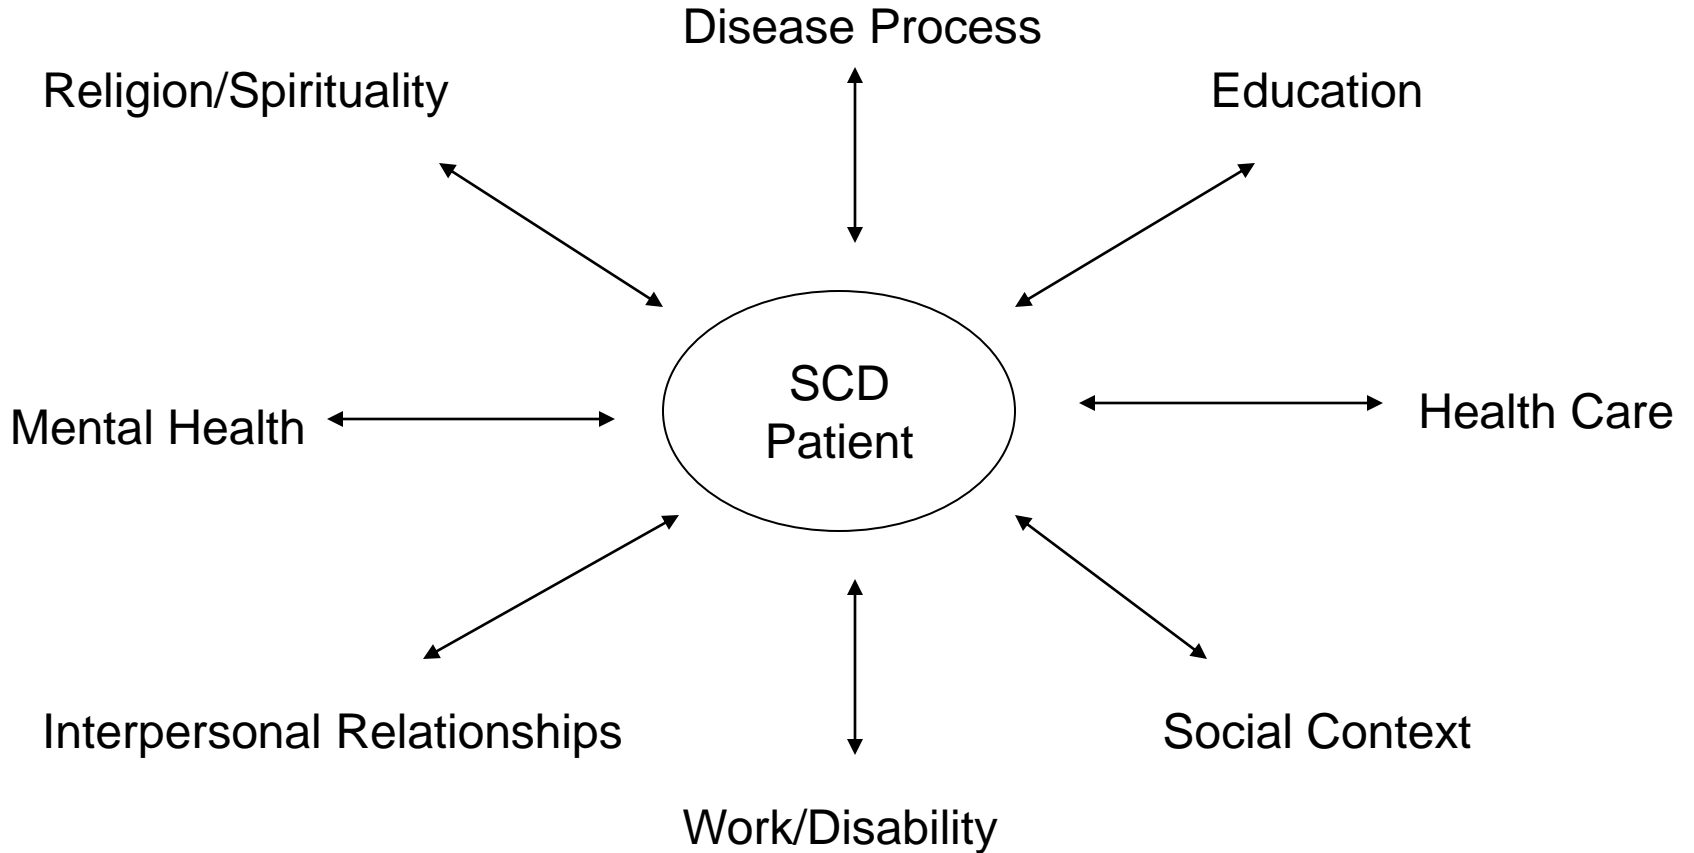 Disease Process
Religion/Spirituality
Education
SCD
Patient
Mental Health
Health Care
Interpersonal Relationships
Social Context
Work/Disability